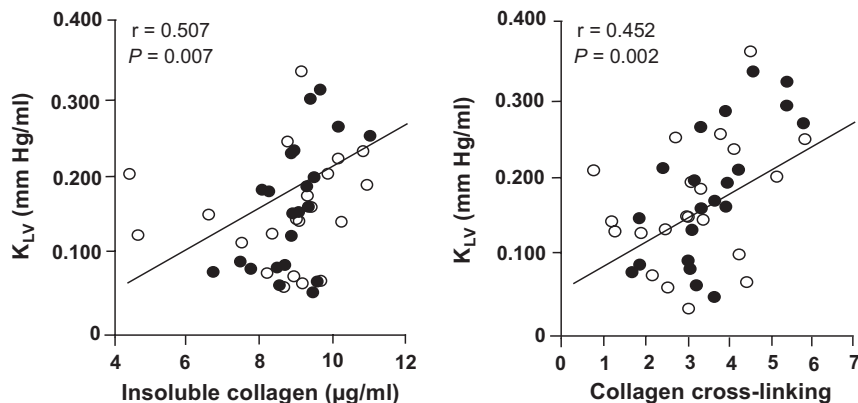 r = 0.507
P = 0.007
K_LV (mm Hg/ml)
0.400
0.300
0.200
0.100
0
4 6 8 10 12
Insoluble collagen (µg/ml)
r = 0.452
P = 0.002
K_LV (mm Hg/ml)
0.400
0.300
0.200
0.100
0
0 1 2 3 4 5 6 7
Collagen cross-linking